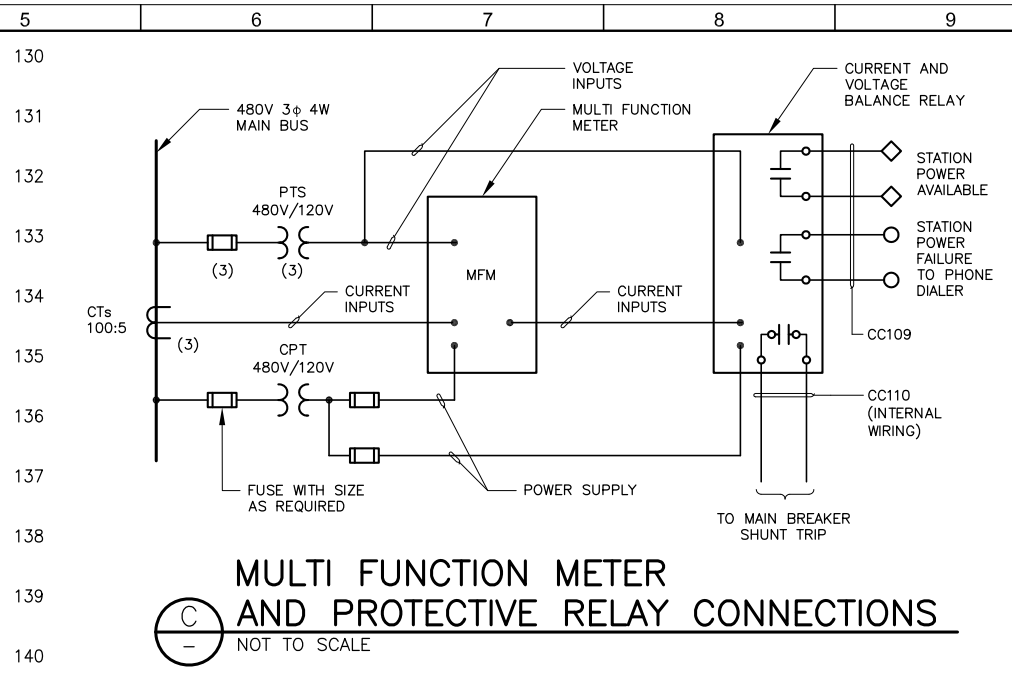 5 6 7 8 9
130
VOLTAGE
INPUTS
CURRENT AND
VOLTAGE
BALANCE RELAY
131
480V 3ϕ 4W
MAIN BUS
MULTI FUNCTION
METER
132
STATION
POWER
AVAILABLE
PTS
480V/120V
133
(3)
(3)
MFM
STATION
POWER
FAILURE
TO PHONE
DIALER
134
CURRENT
INPUTS
CURRENT
INPUTS
CTs
100:5
(3)
CC109
135
CPT
480V/120V
136
CC110
(INTERNAL
WIRING)
137
FUSE WITH SIZE
AS REQUIRED
POWER SUPPLY
TO MAIN BREAKER
SHUNT TRIP
138
MULTI FUNCTION METER
139
C
AND PROTECTIVE RELAY CONNECTIONS
-
NOT TO SCALE
140